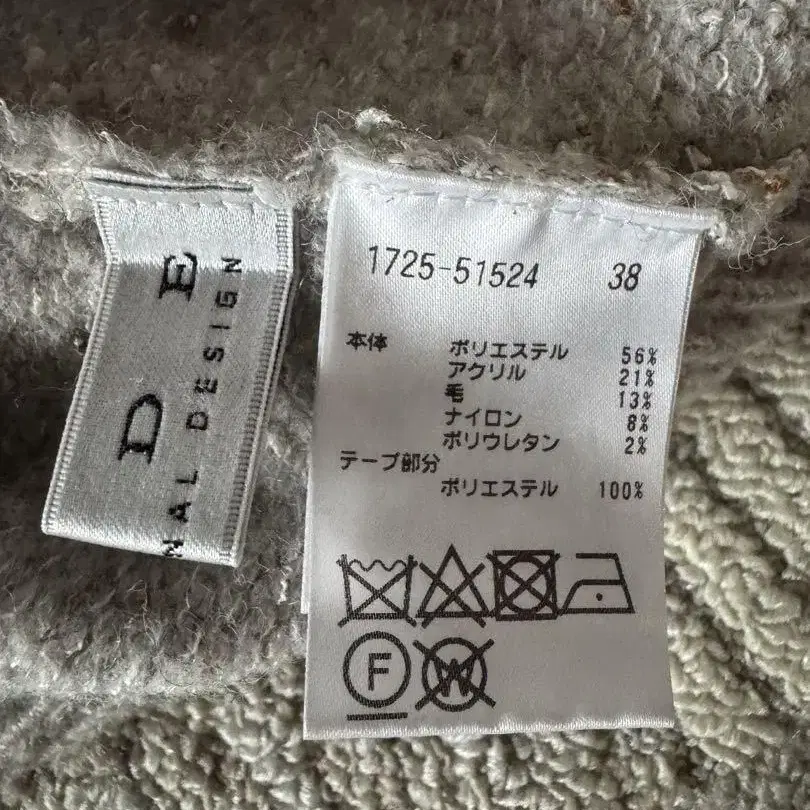 D E
NAL DESIGN
1725-51524 38
本体 ポリエステル 56%
アクリル 21%
毛 13%
ナイロン 8%
ポリウレタン 2%
テープ部分
ポリエステル 100%
F W